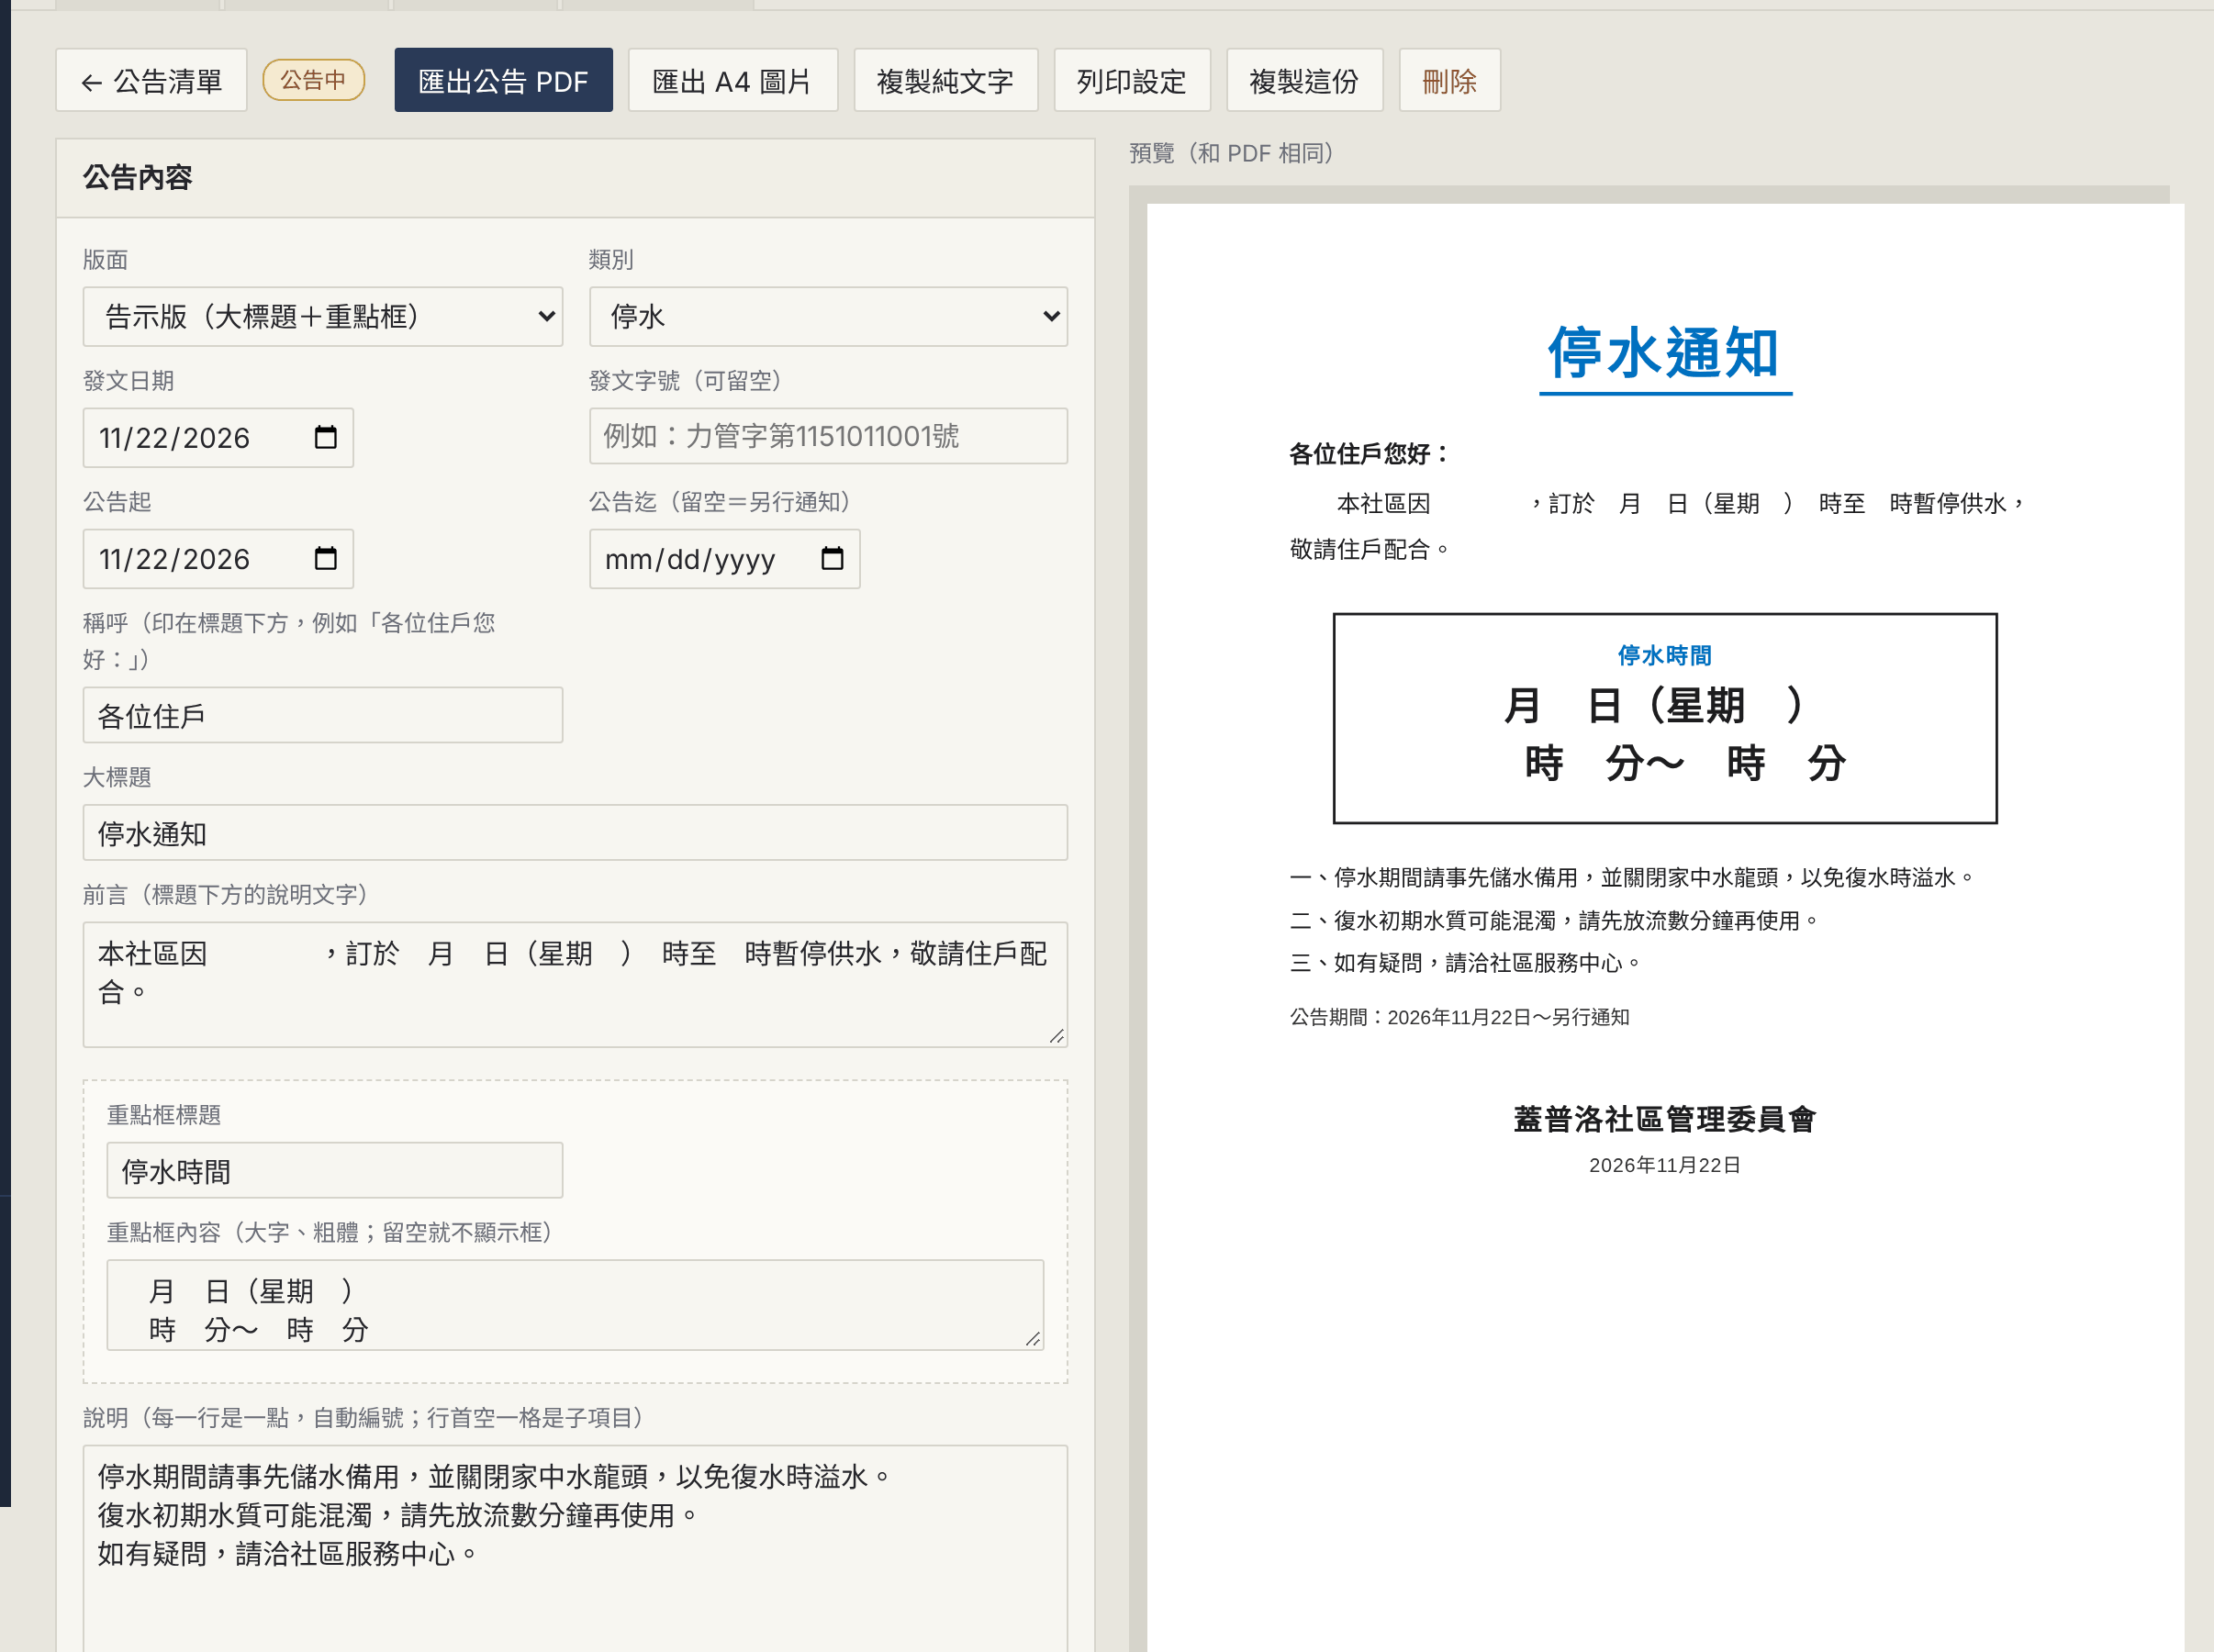 ← 公告清單
公告中
匯出公告 PDF
匯出 A4 圖片
複製純文字
列印設定
複製這份
刪除
公告內容
版面
類別
告示版（大標題＋重點框）
停水
發文日期
發文字號（可留空）
11/22/2026
例如：力管字第1151011001號
公告起
公告迄（留空＝另行通知）
11/22/2026
mm/dd/yyyy
稱呼（印在標題下方，例如「各位住戶您
好：」）
各位住戶
大標題
停水通知
前言（標題下方的說明文字）
本社區因　　　　，訂於　月　日（星期　）　時至　時暫停供水，敬請住戶配
合。
重點框標題
停水時間
重點框內容（大字、粗體；留空就不顯示框）
月　日（星期　）
時　分～　時　分
說明（每一行是一點，自動編號；行首空一格是子項目）
停水期間請事先儲水備用，並關閉家中水龍頭，以免復水時溢水。
復水初期水質可能混濁，請先放流數分鐘再使用。
如有疑問，請洽社區服務中心。
預覽（和 PDF 相同）
停水通知
各位住戶您好：
本社區因　　　　，訂於　月　日（星期　）　時至　時暫停供水，
敬請住戶配合。
停水時間
月　日（星期　）
時　分～　時　分
一、停水期間請事先儲水備用，並關閉家中水龍頭，以免復水時溢水。
二、復水初期水質可能混濁，請先放流數分鐘再使用。
三、如有疑問，請洽社區服務中心。
公告期間：2026年11月22日～另行通知
蓋普洛社區管理委員會
2026年11月22日